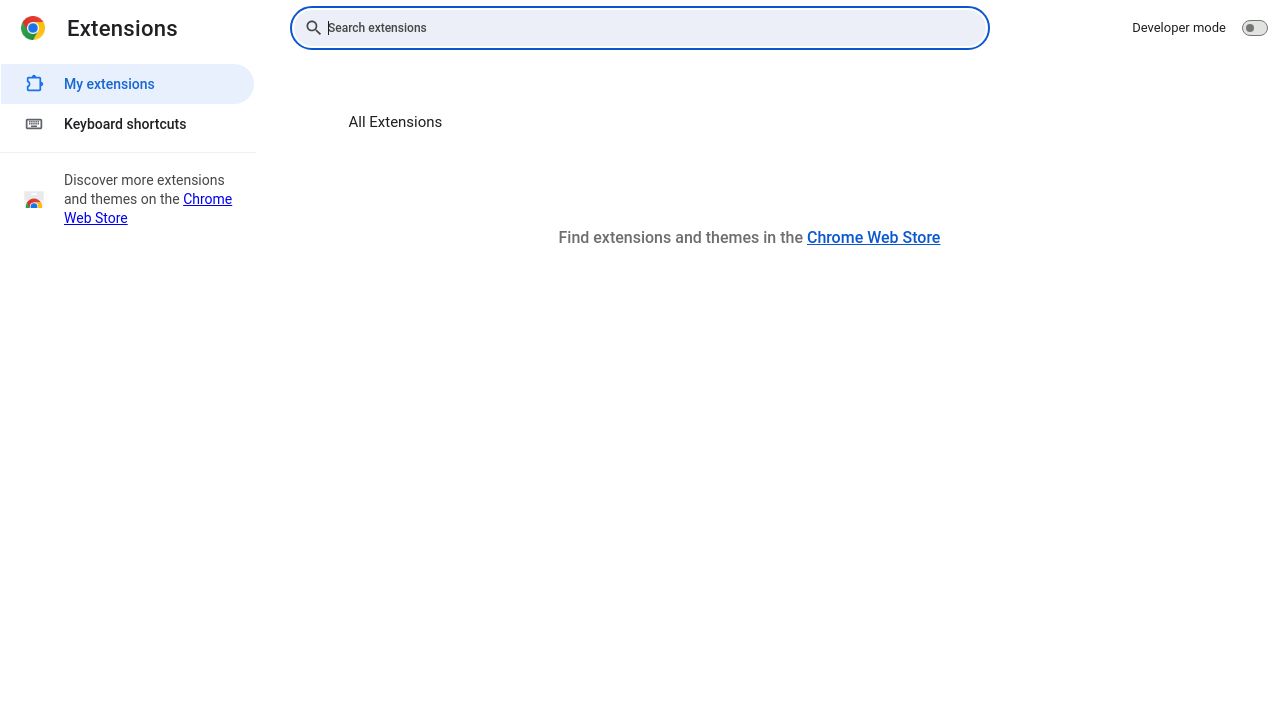 Extensions
Search extensions
Developer mode
My extensions
Keyboard shortcuts
Discover more extensions
and themes on the Chrome
Web Store
All Extensions
Find extensions and themes in the Chrome Web Store